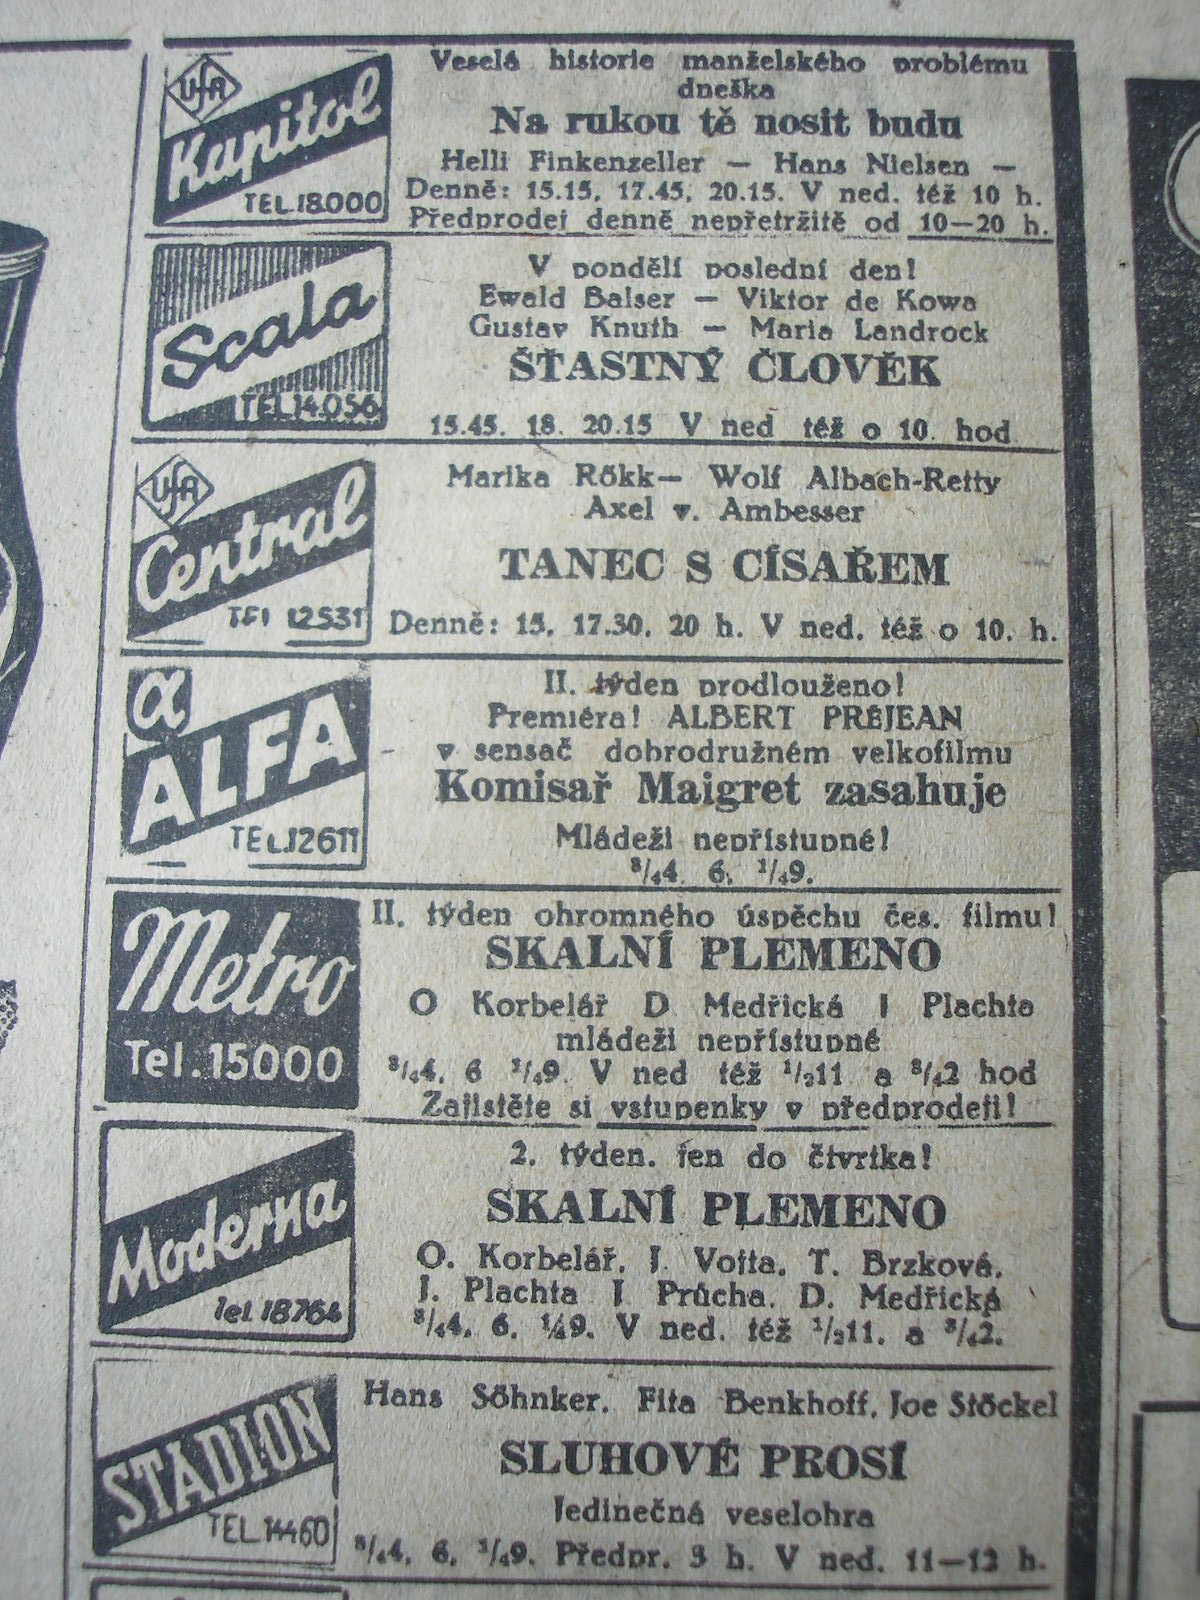 UfA
Kapitol
TEL.18000
Veselá historie manželského problému
dneška
Na rukou tě nosit budu
Helli Finkenzeller — Hans Nielsen —
Denně: 15.15, 17.45, 20.15. V ned. též 10 h.
Předprodej denně nepřetržitě od 10—20 h.
Scala
TEL.14.056
V pondělí poslední den!
Ewald Balser — Viktor de Kowa
Gustav Knuth — Maria Landrock
ŠŤASTNÝ ČLOVĚK
15.45. 18. 20.15 V ned též o 10. hod
UfA
Central
TEL 12531
Marika Rökk— Wolf Albach-Retty
Axel v. Ambesser
TANEC S CÍSAŘEM
Denně: 15, 17.30, 20 h. V ned. též o 10. h.
α
ALFA
TEL.12611
II. týden prodlouženo!
Premiéra! ALBERT PRÉJEAN
v sensač dobrodružném velkofilmu
Komisař Maigret zasahuje
Mládeži nepřístupné!
3/44. 6. 1/49.
Metro
Tel.15000
II. týden ohromného úspěchu čes. filmu!
SKALNÍ PLEMENO
O Korbelář D Medřická J Plachta
mládeži nepřístupné
3/44. 6 1/49. V ned též 1/211 a 3/42 hod
Zajistěte si vstupenky v předprodeji!
Moderna
Tel 18764
2. týden. jen do čtvrtka!
SKALNÍ PLEMENO
O. Korbelář, J. Votta, T. Brzková,
J. Plachta J Průcha, D. Medřická
3/44. 6. 1/49. V ned. též 1/211. a 3/42.
STADION
TEL.14460
Hans Söhnker, Fita Benkhoff, Joe Stöckel
SLUHOVÉ PROSÍ
Jedinečná veselohra
3/44. 6. 1/49. Předpr. 3 h. V ned. 11—12 h.